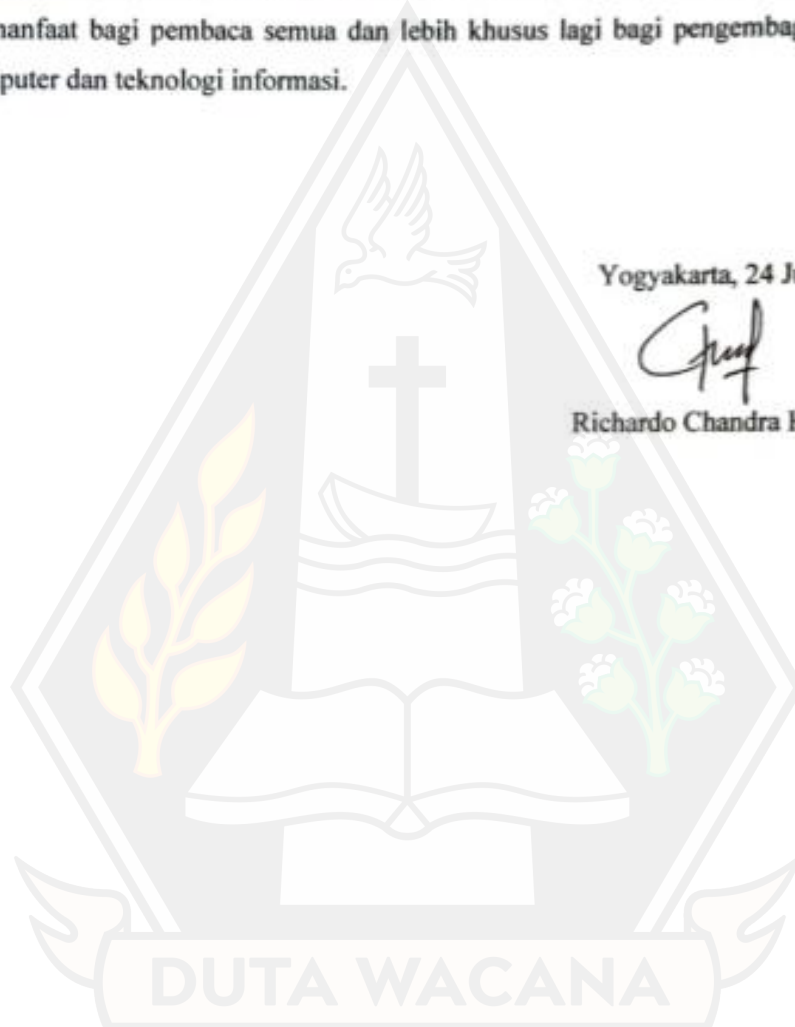 manfaat bagi pembaca semua dan lebih khusus lagi bagi pengembag
puter dan teknologi informasi.
Yogyakarta, 24 J
Richardo Chandra H
DUTA WACANA